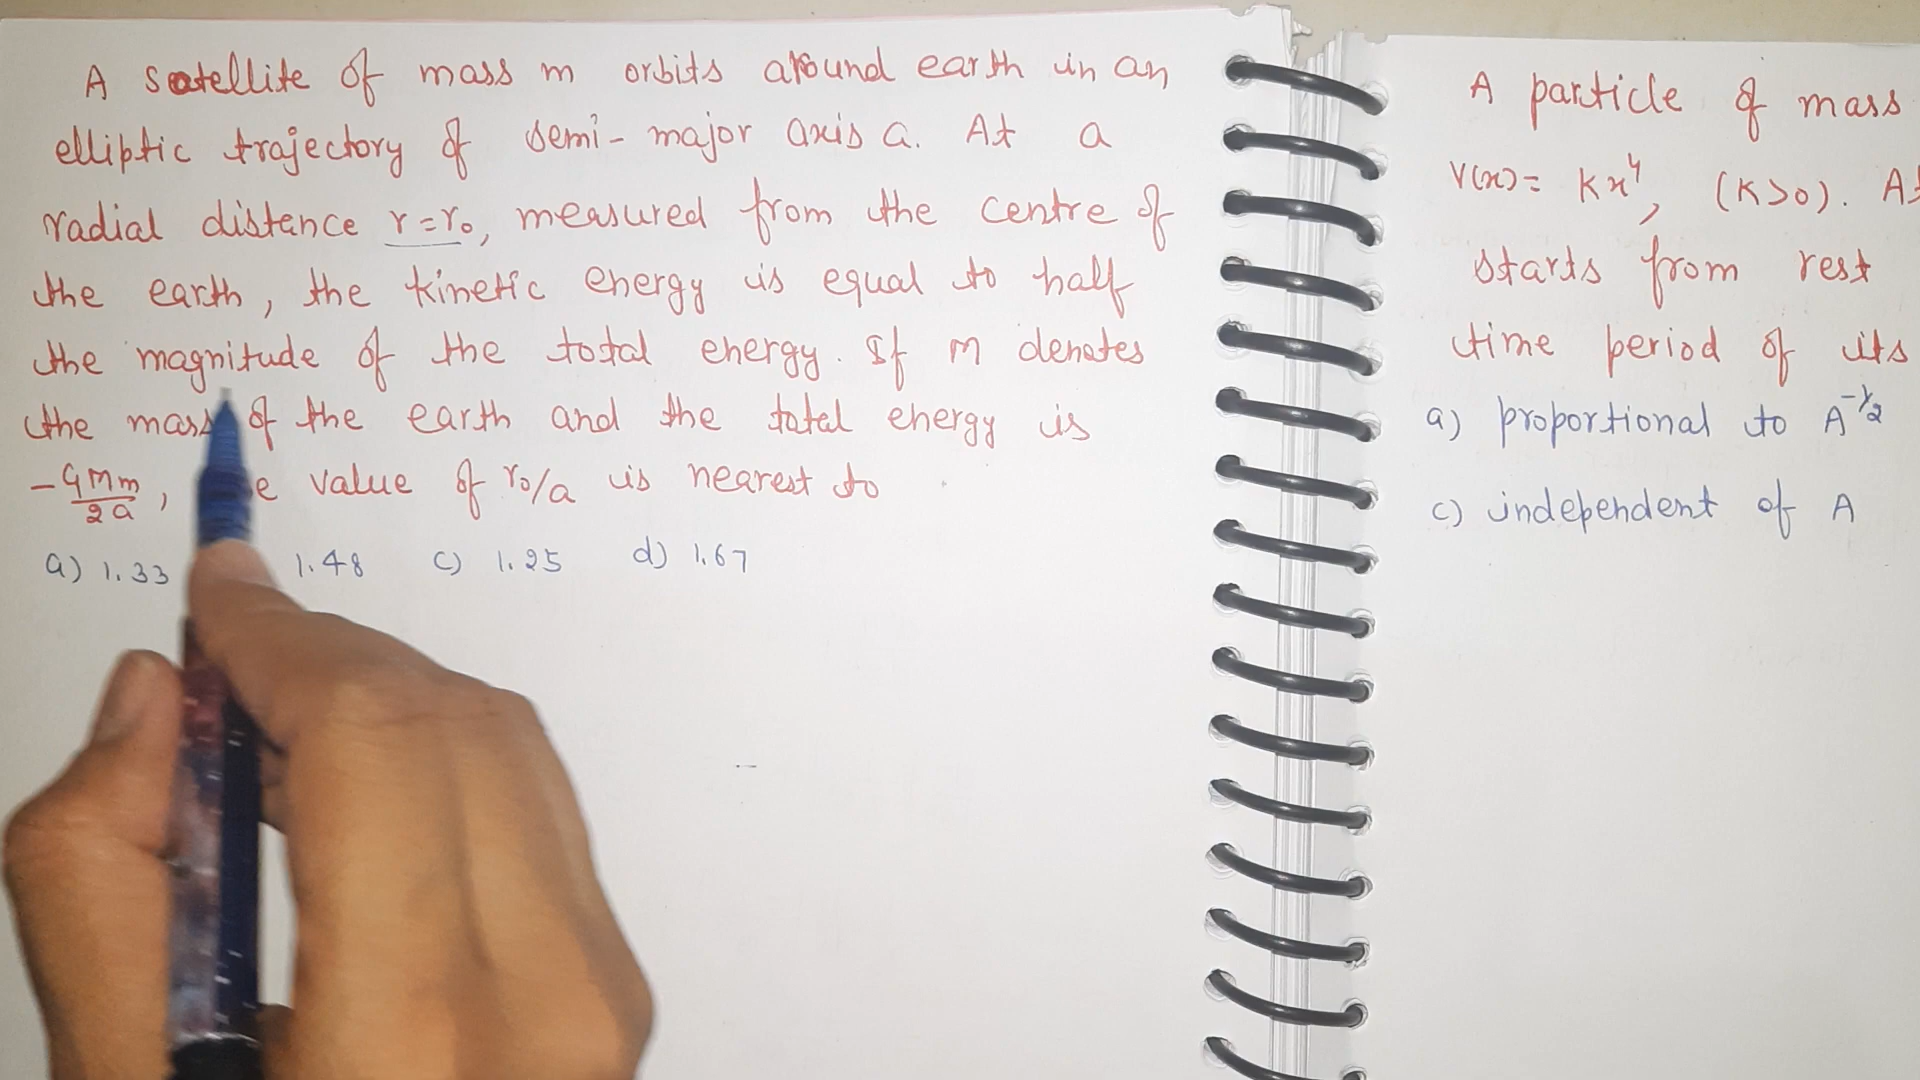 A satellite of mass m orbits around earth in an
elliptic trajectory of semi-major axis a. At a
radial distance r=r₀, measured from the centre of
the earth, the kinetic energy is equal to half
the magnitude of the total energy. If M denotes
the mass of the earth and the total energy is
-GMm/2a, value of r₀/a is nearest to
a) 1.33 1.48 c) 1.25 d) 1.67
A particle of mass
V(x)= Kx⁴, (K>0).
starts from rest
time period of its
a) proportional to A^-1/2
c) independent of A